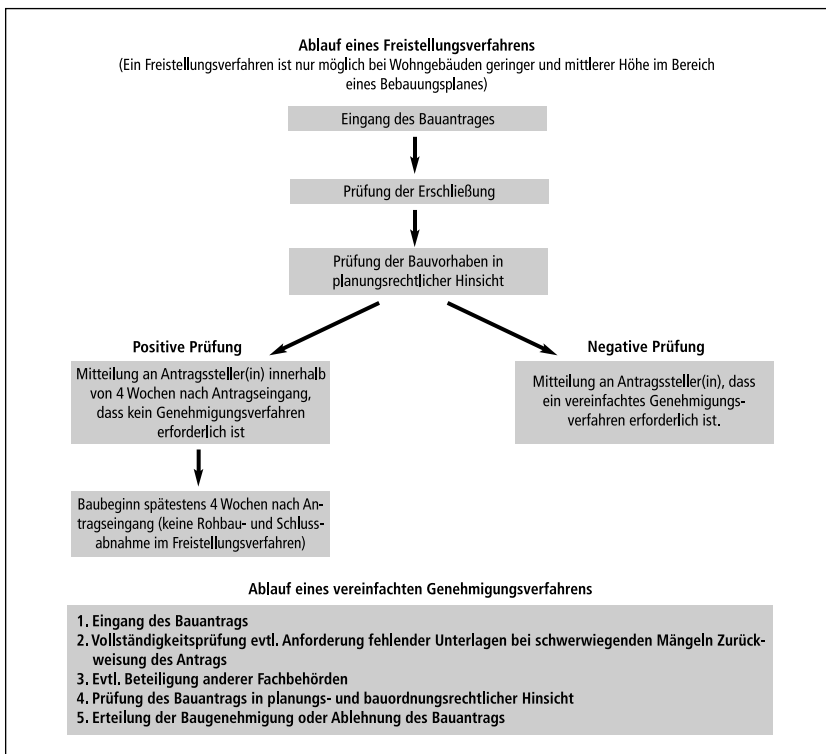 Ablauf eines Freistellungsverfahrens
(Ein Freistellungsverfahren ist nur möglich bei Wohngebäuden geringer und mittlerer Höhe im Bereich
eines Bebauungsplanes)
Eingang des Bauantrages
Prüfung der Erschließung
Prüfung der Bauvorhaben in
planungsrechtlicher Hinsicht
Positive Prüfung
Mitteilung an Antragssteller(in) innerhalb
von 4 Wochen nach Antragseingang,
dass kein Genehmigungsverfahren
erforderlich ist
Baubeginn spätestens 4 Wochen nach An-
tragseingang (keine Rohbau- und Schluss-
abnahme im Freistellungsverfahren)
Negative Prüfung
Mitteilung an Antragssteller(in), dass
ein vereinfachtes Genehmigungs-
verfahren erforderlich ist.
Ablauf eines vereinfachten Genehmigungsverfahrens
1. Eingang des Bauantrags
2. Vollständigkeitsprüfung evtl. Anforderung fehlender Unterlagen bei schwerwiegenden Mängeln Zurück-
weisung des Antrags
3. Evtl. Beteiligung anderer Fachbehörden
4. Prüfung des Bauantrags in planungs- und bauordnungsrechtlicher Hinsicht
5. Erteilung der Baugenehmigung oder Ablehnung des Bauantrags